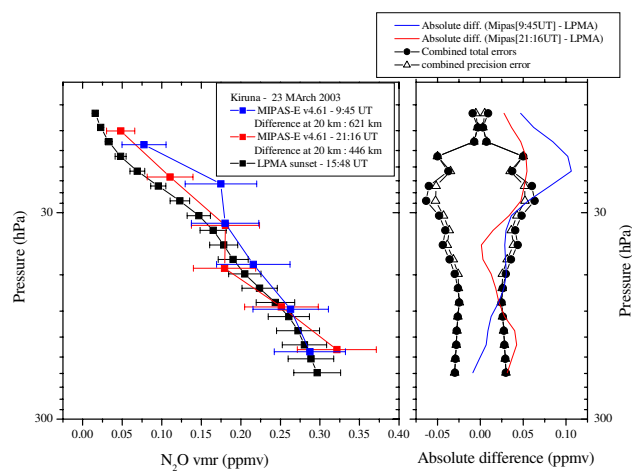 Absolute diff. (Mipas[9:45UT] - LPMA)
Absolute diff. (Mipas[21:16UT] - LPMA)
Combined total errors
combined precision error
Kiruna - 23 MArch 2003
MIPAS-E v4.61 - 9:45 UT
Difference at 20 km : 621 km
MIPAS-E v4.61 - 21:16 UT
Difference at 20 km : 446 km
LPMA sunset - 15:48 UT
30
300
Pressure (hPa)
0.00 0.05 0.10 0.15 0.20 0.25 0.30 0.35 0.40
N₂O vmr (ppmv)
30
300
Pressure (hPa)
-0.05 0.00 0.05 0.10
Absolute difference (ppmv)